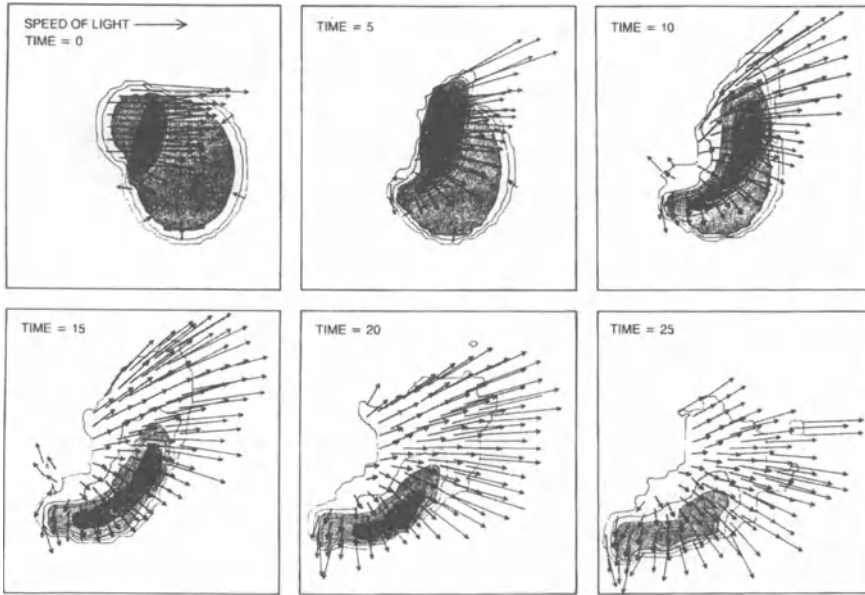 SPEED OF LIGHT
TIME = 0
TIME = 5
TIME = 10
TIME = 15
TIME = 20
TIME = 25